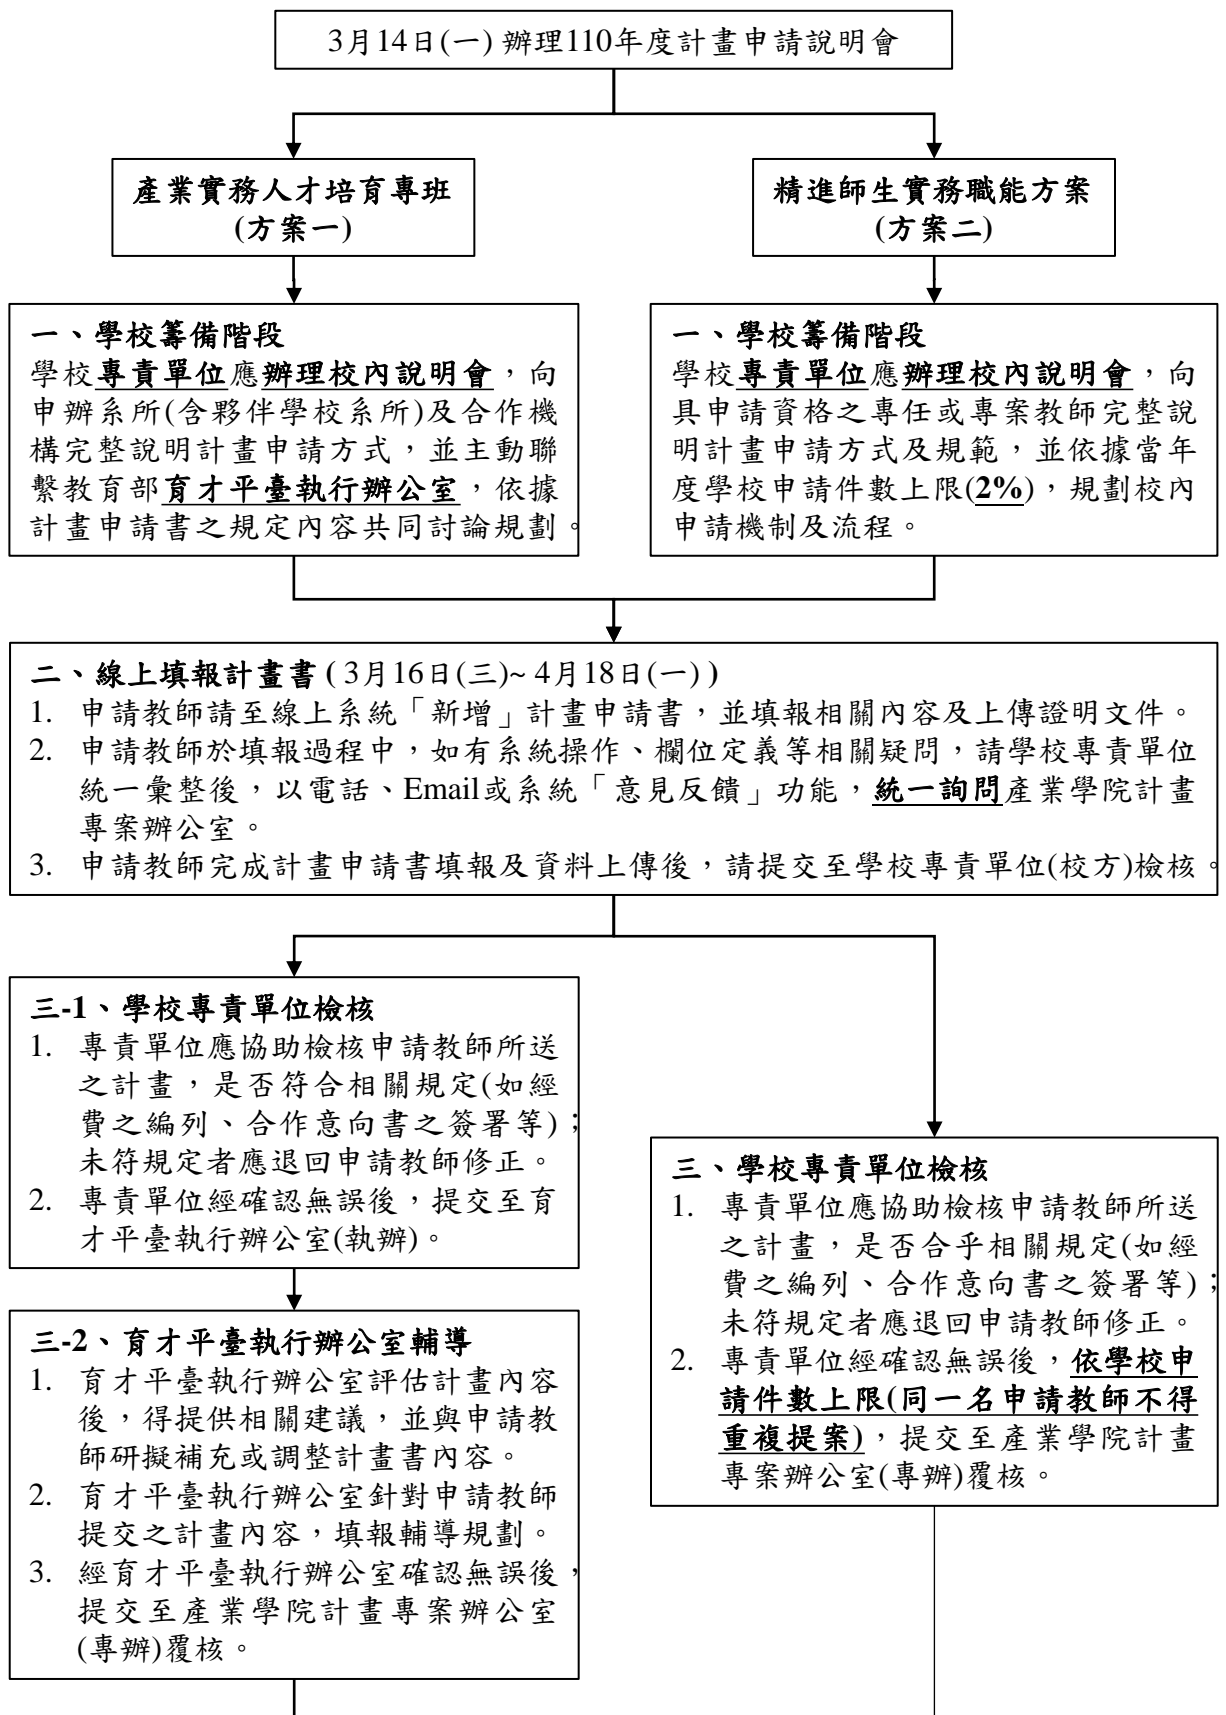 3月14日(一) 辦理110年度計畫申請說明會
產業實務人才培育專班
(方案一)
精進師生實務職能方案
(方案二)
一、學校籌備階段
學校專責單位應辦理校內說明會，向
申辦系所(含夥伴學校系所)及合作機
構完整說明計畫申請方式，並主動聯
繫教育部育才平臺執行辦公室，依據
計畫申請書之規定內容共同討論規劃。
一、學校籌備階段
學校專責單位應辦理校內說明會，向
具申請資格之專任或專案教師完整說
明計畫申請方式及規範，並依據當年
度學校申請件數上限(2%)，規劃校內
申請機制及流程。
二、線上填報計畫書 ( 3月16日(三)~ 4月18日(一) )
1. 申請教師請至線上系統「新增」計畫申請書，並填報相關內容及上傳證明文件。
2. 申請教師於填報過程中，如有系統操作、欄位定義等相關疑問，請學校專責單位
統一彙整後，以電話、Email或系統「意見反饋」功能，統一詢問產業學院計畫
專案辦公室。
3. 申請教師完成計畫申請書填報及資料上傳後，請提交至學校專責單位(校方)檢核。
三-1、學校專責單位檢核
1. 專責單位應協助檢核申請教師所送
之計畫，是否符合相關規定(如經
費之編列、合作意向書之簽署等)；
未符規定者應退回申請教師修正。
2. 專責單位經確認無誤後，提交至育
才平臺執行辦公室(執辦)。
三-2、育才平臺執行辦公室輔導
1. 育才平臺執行辦公室評估計畫內容
後，得提供相關建議，並與申請教
師研擬補充或調整計畫書內容。
2. 育才平臺執行辦公室針對申請教師
提交之計畫內容，填報輔導規劃。
3. 經育才平臺執行辦公室確認無誤後，
提交至產業學院計畫專案辦公室
(專辦)覆核。
三、學校專責單位檢核
1. 專責單位應協助檢核申請教師所送
之計畫，是否合乎相關規定(如經
費之編列、合作意向書之簽署等)；
未符規定者應退回申請教師修正。
2. 專責單位經確認無誤後，依學校申
請件數上限(同一名申請教師不得
重複提案)，提交至產業學院計畫
專案辦公室(專辦)覆核。